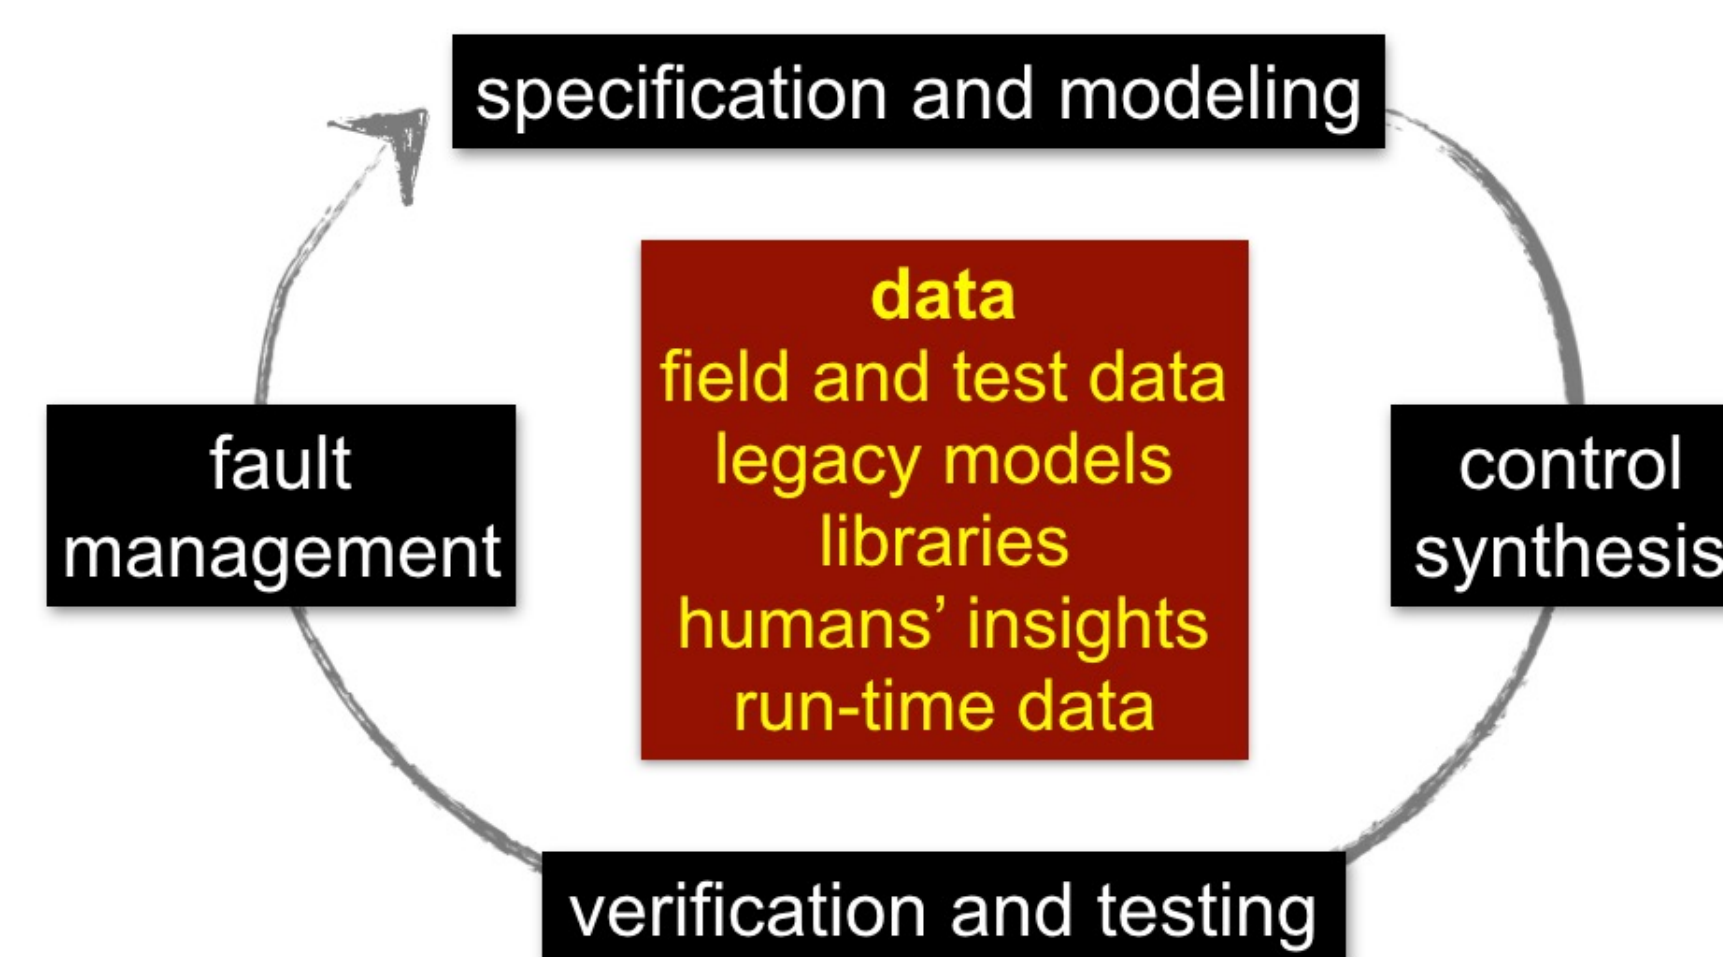 specification and modeling
data
field and test data
legacy models
libraries
humans’ insights
run-time data
fault
management
control
synthesis
verification and testing